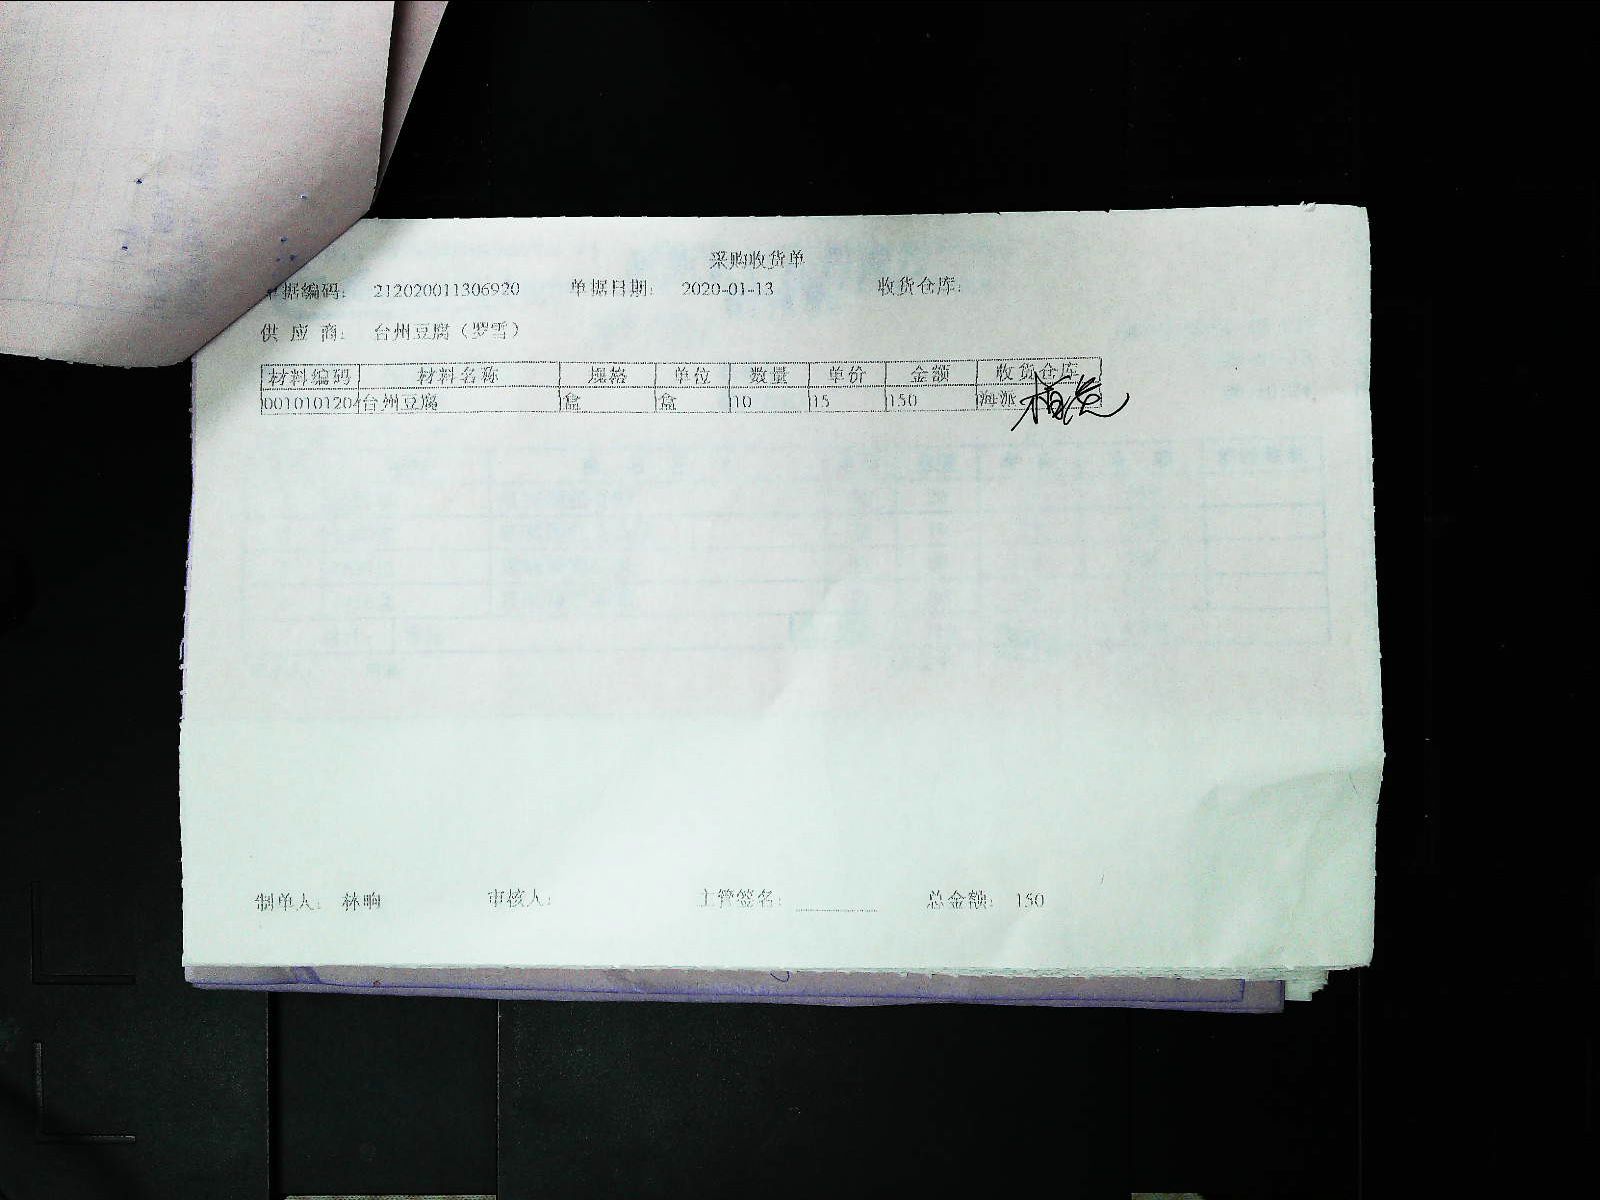 采购收货单
单据编码: 212020011306920 单据日期: 2020-01-13 收货仓库:
供 应 商: 台州豆腐（罗雪）
材料编码 材料名称 规格 单位 数量 单价 金额 收货仓库
001010120 台州豆腐 盒 盒 10 15 150 海派
制单人: 林响 审核人: 主管签名: 总金额: 150